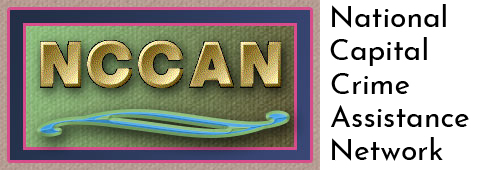 NCCAN
National
Capital
Crime
Assistance
Network